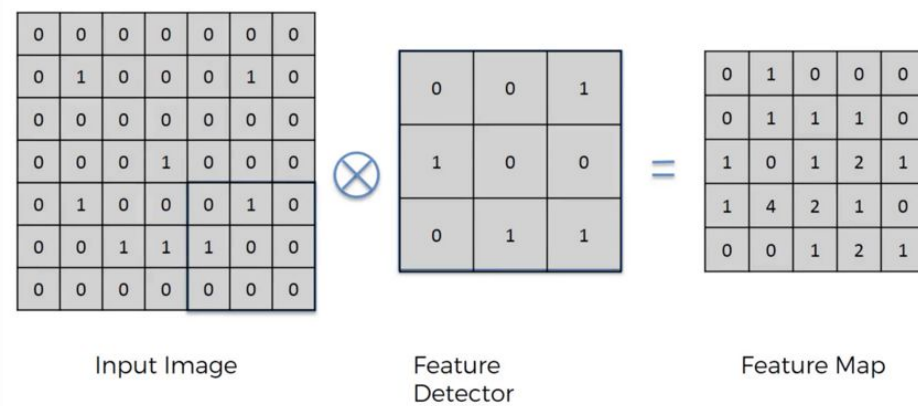 0 0 0 0 0 0 0
0 1 0 0 0 1 0
0 0 0 0 0 0 0
0 0 0 1 0 0 0
0 1 0 0 0 1 0
0 0 1 1 1 0 0
0 0 0 0 0 0 0
Input Image
0 0 1
1 0 0
0 1 1
Feature
Detector
=
0 1 0 0 0
0 1 1 1 0
1 0 1 2 1
1 4 2 1 0
0 0 1 2 1
Feature Map